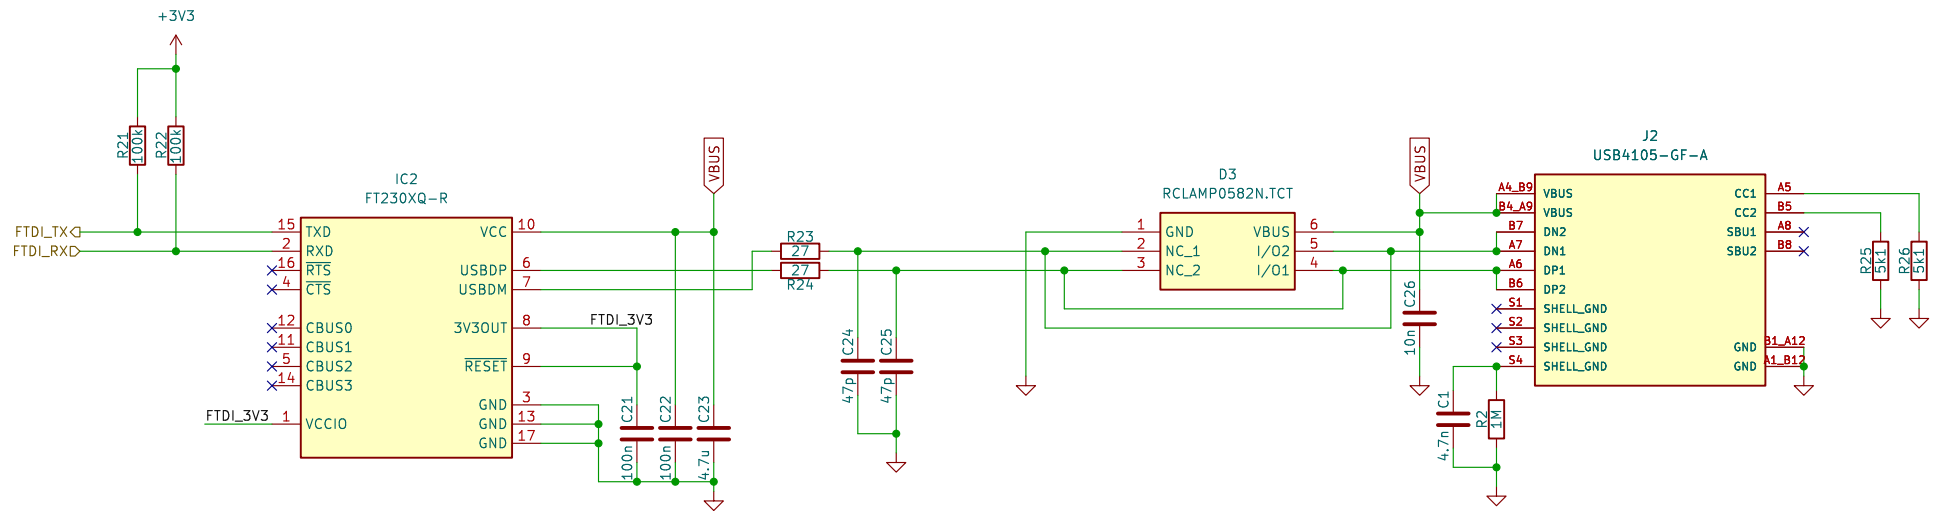 +3V3
R21
100k
R22
100k
FTDI_TX
FTDI_RX
IC2
FT230XQ-R
15
TXD
2
RXD
16
RTS
4
CTS
12
CBUS0
11
CBUS1
5
CBUS2
14
CBUS3
FTDI_3V3
1
VCCIO
VCC
10
USBDP
6
USBDM
7
3V3OUT
8
RESET
9
GND
3
GND
13
GND
17
FTDI_3V3
VBUS
C21
100n
C22
100n
C23
4.7u
R23
27
27
R24
C24
47p
C25
47p
D3
RCLAMP0582N.TCT
1
GND
2
NC_1
3
NC_2
VBUS
6
I/O2
5
I/O1
4
VBUS
C26
10n
J2
USB4105-GF-A
A4_B9
VBUS
B4_A9
VBUS
B7
DN2
A7
DN1
A6
DP1
B6
DP2
S1
SHELL_GND
S2
SHELL_GND
S3
SHELL_GND
S4
SHELL_GND
CC1
A5
CC2
B5
SBU1
A8
SBU2
B8
GND
B1_A12
GND
A1_B12
C1
4.7n
R2
1M
R25
5k1
R26
5k1